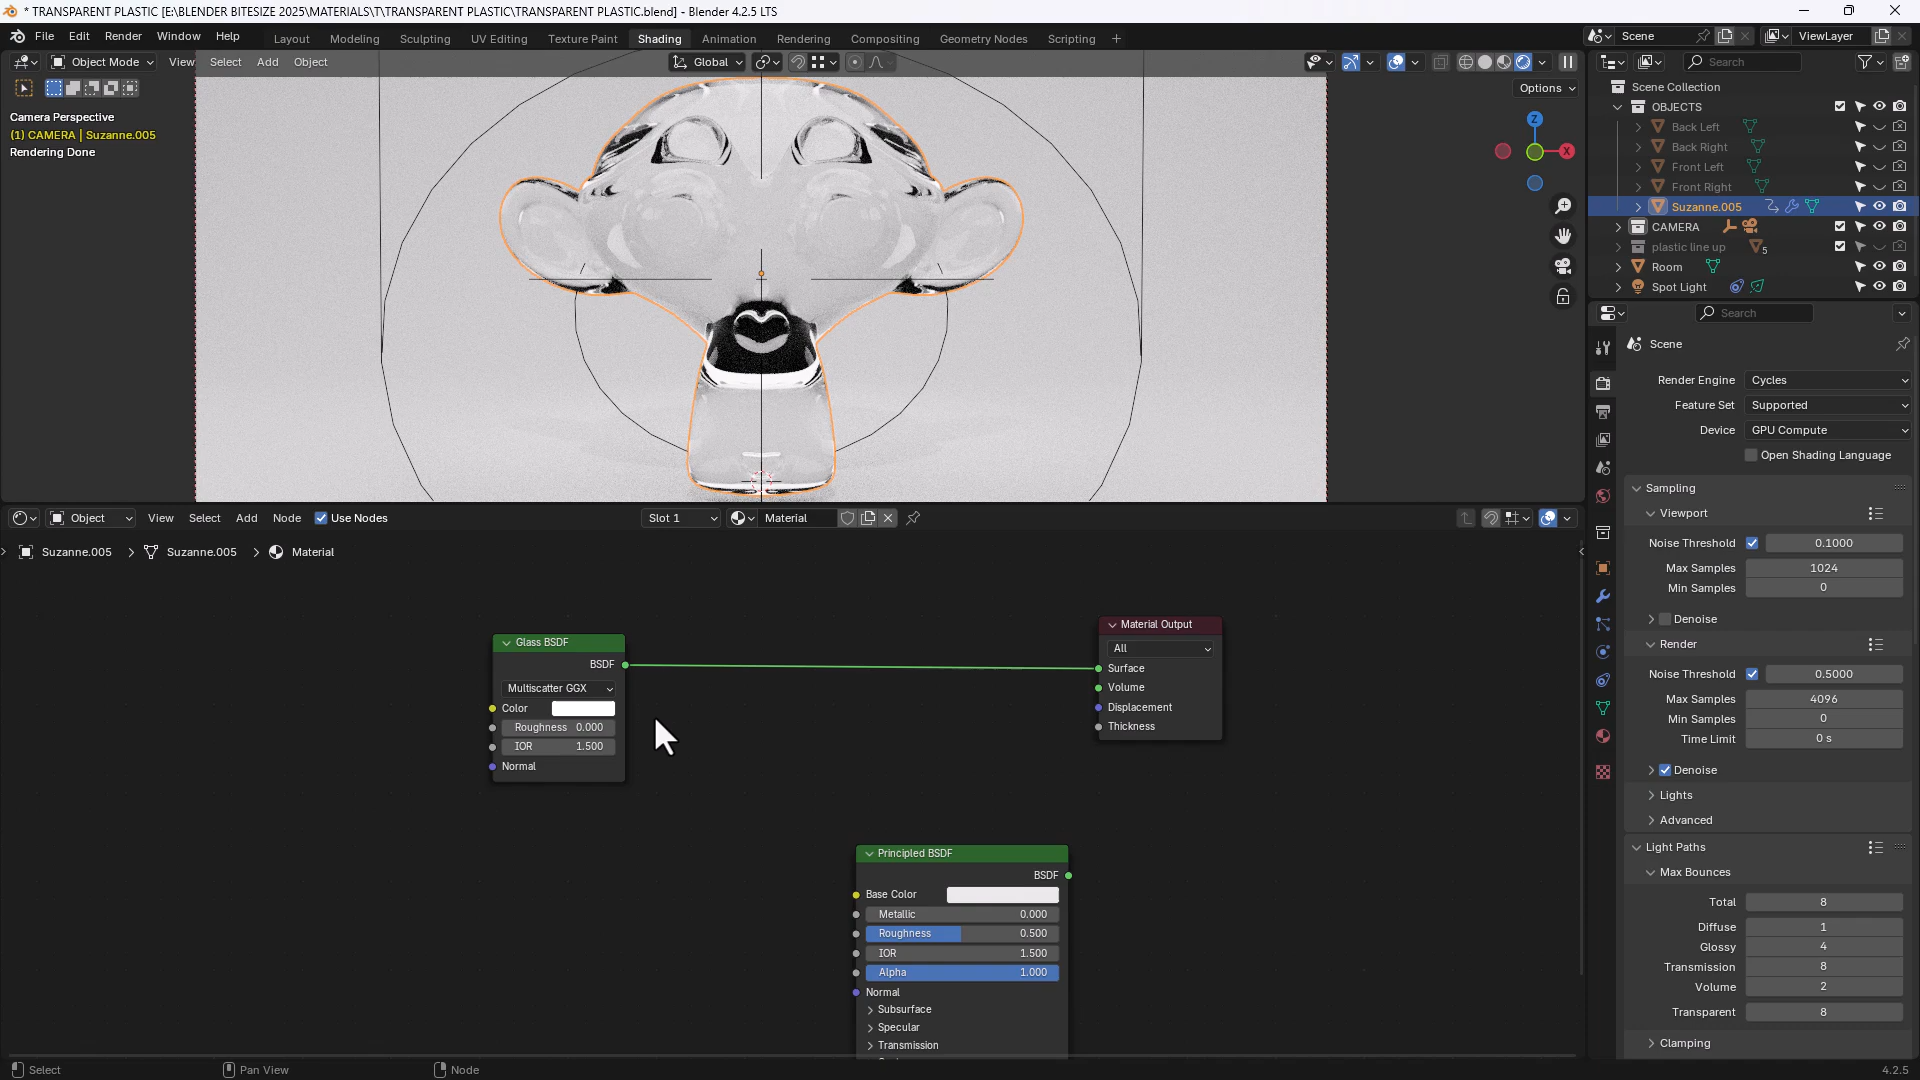 * TRANSPARENT PLASTIC [E:\BLENDER BITESIZE 2025\MATERIALS\T\TRANSPARENT PLASTIC\TRANSPARENT PLASTIC.blend] - Blender 4.2.5 LTS
File Edit Render Window Help
Layout Modeling Sculpting UV Editing Texture Paint Shading Animation Rendering Compositing Geometry Nodes Scripting +
Scene
ViewLayer
Object Mode View Select Add Object
Global
Options
Camera Perspective
(1) CAMERA | Suzanne.005
Rendering Done
Z
X
Search
Scene Collection
OBJECTS
Back Left
Back Right
Front Left
Front Right
Suzanne.005
CAMERA
plastic line up 5
Room
Spot Light
Search
Scene
Render Engine Cycles
Feature Set Supported
Device GPU Compute
Open Shading Language
Sampling
Viewport
Noise Threshold 0.1000
Max Samples 1024
Min Samples 0
Denoise
Render
Noise Threshold 0.5000
Max Samples 4096
Min Samples 0
Time Limit 0 s
Denoise
Lights
Advanced
Light Paths
Max Bounces
Total 8
Diffuse 1
Glossy 4
Transmission 8
Volume 2
Transparent 8
Clamping
Object View Select Add Node Use Nodes
Slot 1 Material
Suzanne.005 > Suzanne.005 > Material
Glass BSDF
BSDF
Multiscatter GGX
Color
Roughness 0.000
IOR 1.500
Normal
Material Output
All
Surface
Volume
Displacement
Thickness
Principled BSDF
BSDF
Base Color
Metallic 0.000
Roughness 0.500
IOR 1.500
Alpha 1.000
Normal
Subsurface
Specular
Transmission
Select Pan View Node
4.2.5